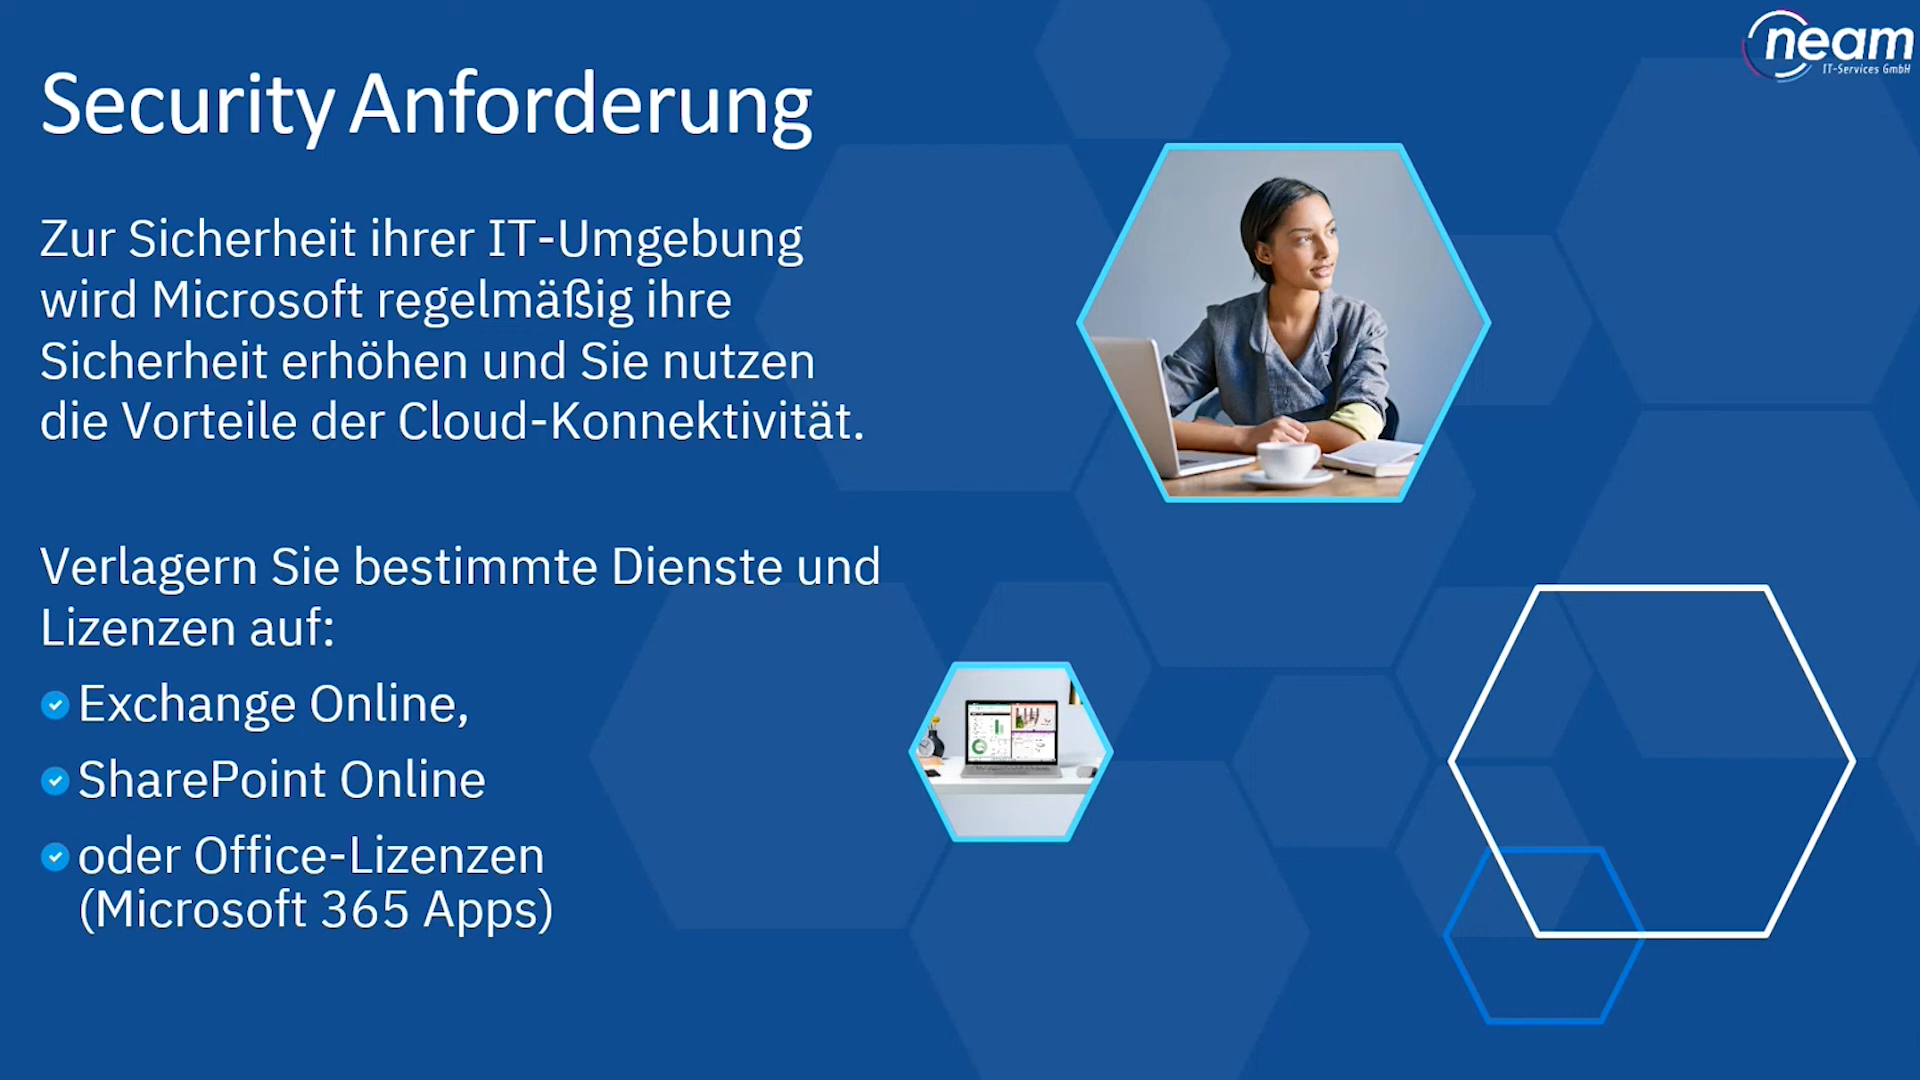 neam
IT-Services GmbH
Security Anforderung
Zur Sicherheit ihrer IT-Umgebung
wird Microsoft regelmäßig ihre
Sicherheit erhöhen und Sie nutzen
die Vorteile der Cloud-Konnektivität.
Verlagern Sie bestimmte Dienste und
Lizenzen auf:
Exchange Online,
SharePoint Online
oder Office-Lizenzen
(Microsoft 365 Apps)